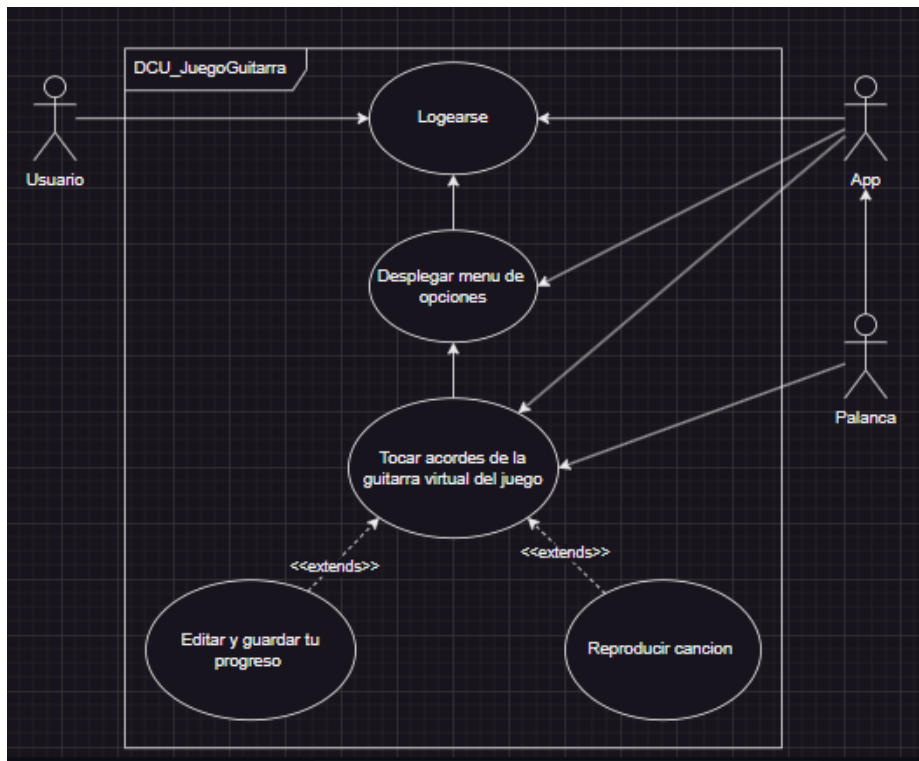 DCU_JuegoGuitarra
Logearse
Usuario
App
Desplegar menu de
opciones
Palanca
Tocar acordes de la
guitarra virtual del juego
<<extends>>
<<extends>>
Editar y guardar tu
progreso
Reproducir cancion